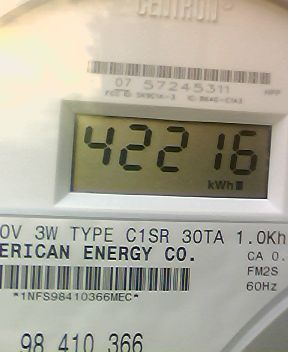 CENTRON
07 57245311
42216
kWh
0V 3W TYPE C1SR 30TA 1.0Kh
ERICAN ENERGY CO.
CA 0.
FM2S
60Hz
*1NFS98410366MEC*
98 410 366